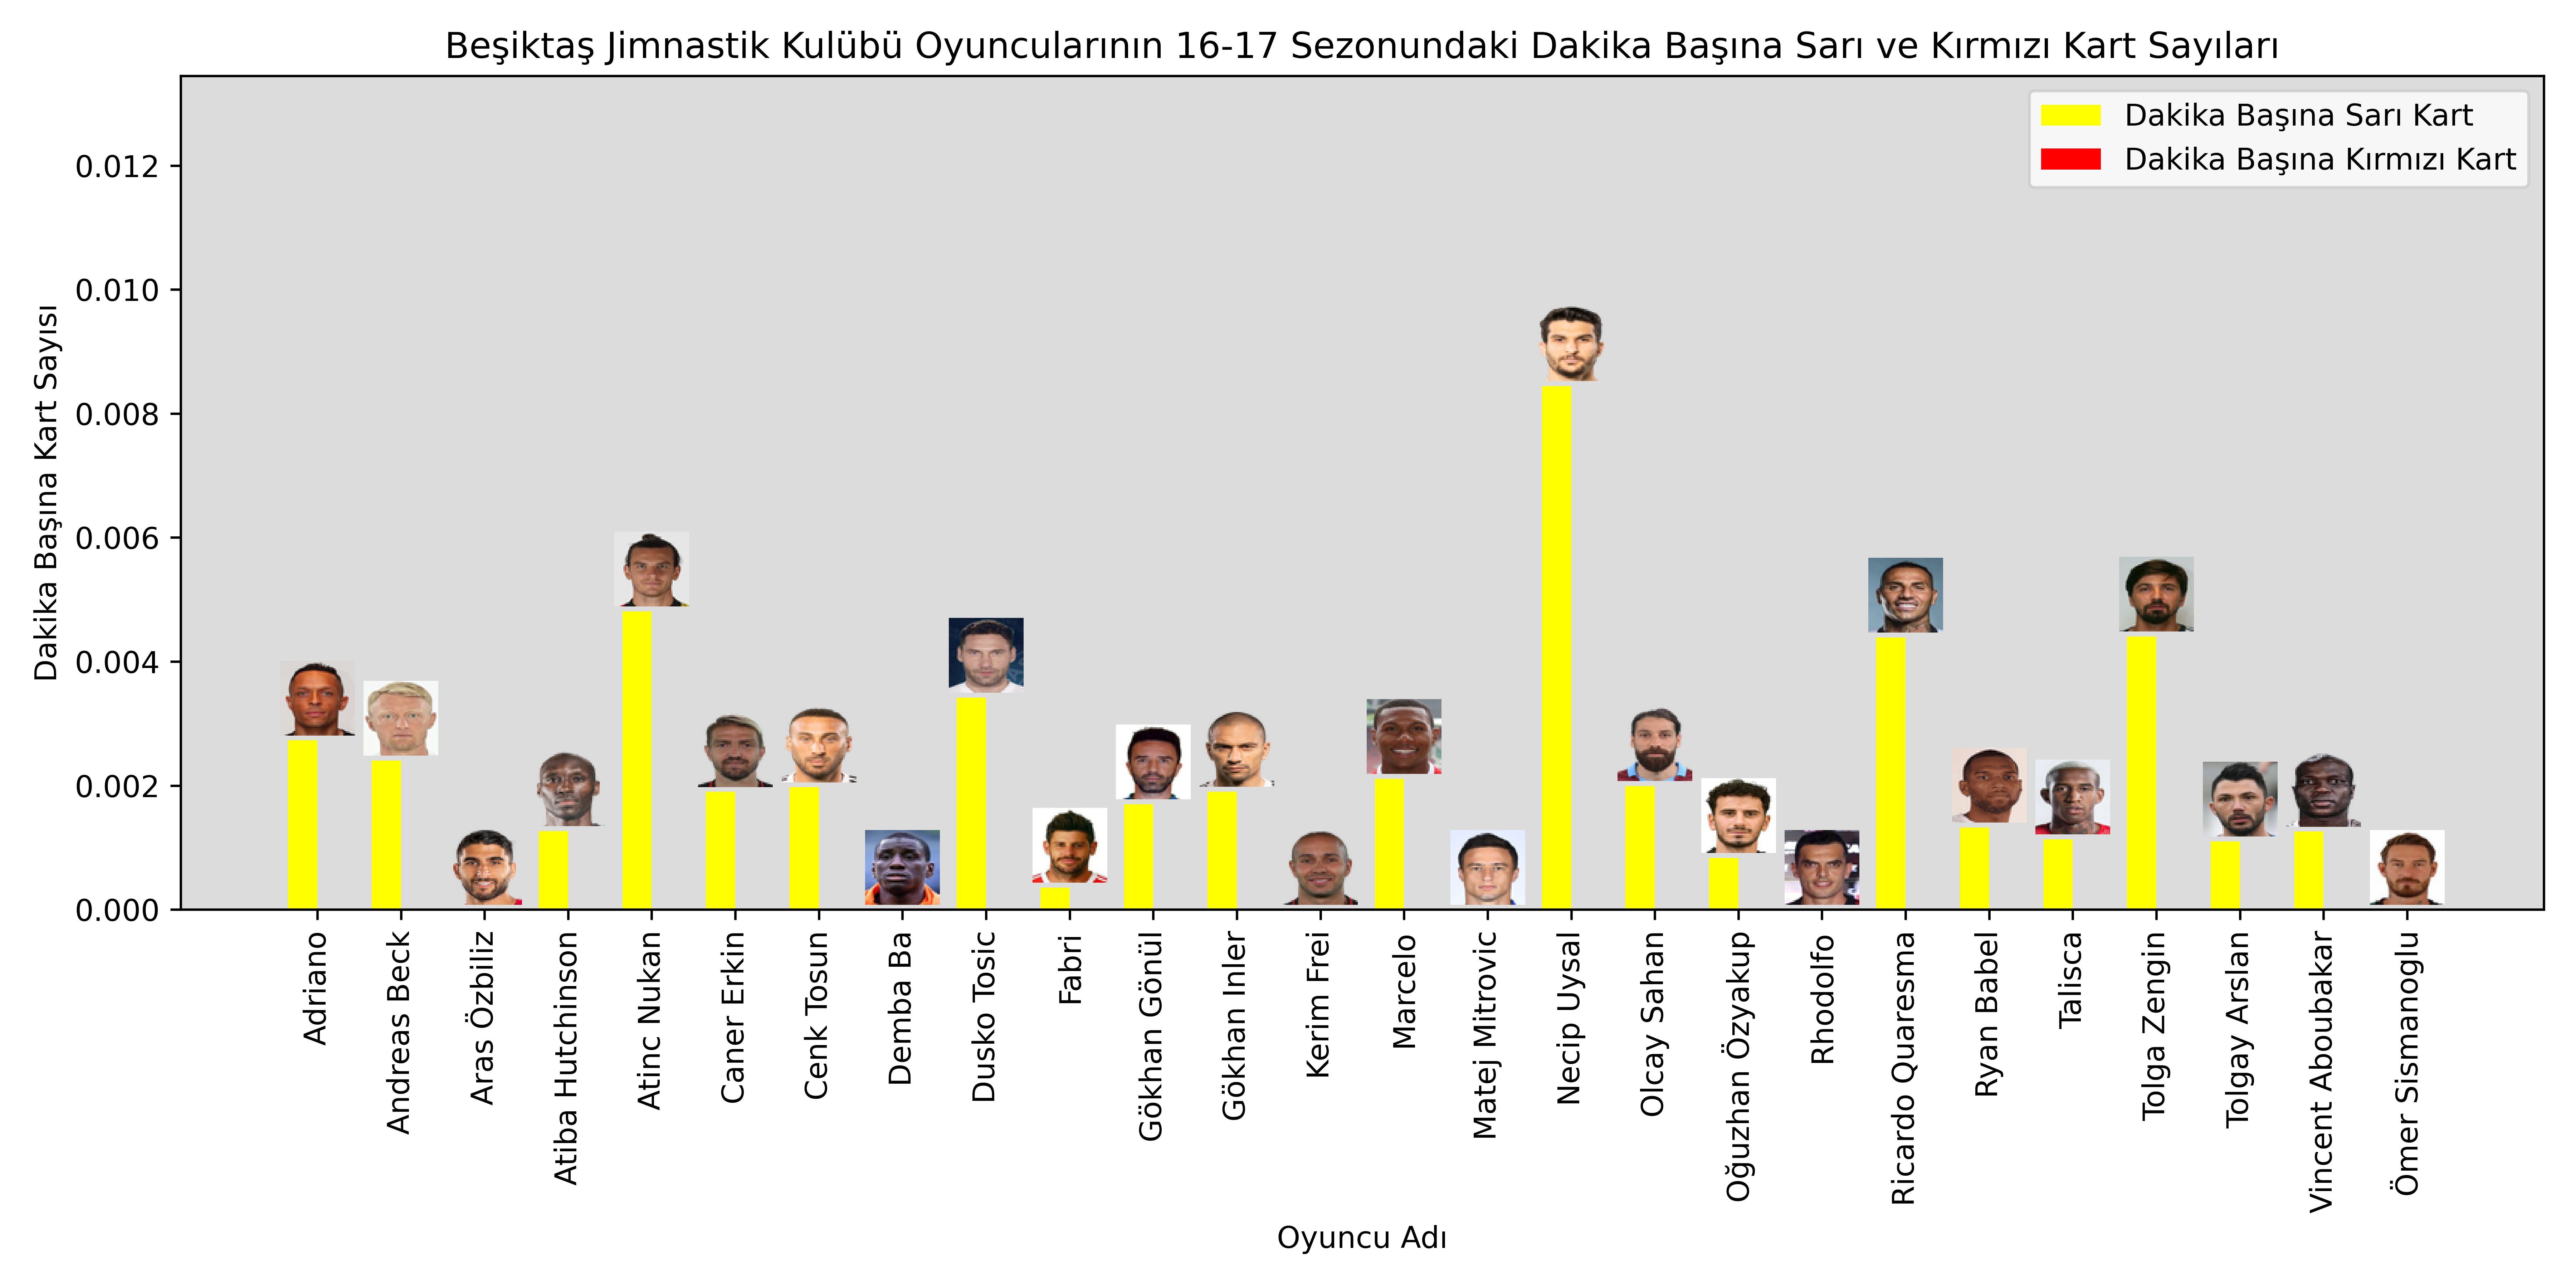 Beşiktaş Jimnastik Kulübü Oyuncularının 16-17 Sezonundaki Dakika Başına Sarı ve Kırmızı Kart Sayıları
Dakika Başına Sarı Kart
Dakika Başına Kırmızı Kart
Dakika Başına Kart Sayısı
0.012
0.010
0.008
0.006
0.004
0.002
0.000
Adriano
Andreas Beck
Aras Özbiliz
Atiba Hutchinson
Atinc Nukan
Caner Erkin
Cenk Tosun
Demba Ba
Dusko Tosic
Fabri
Gökhan Gönül
Gökhan Inler
Kerim Frei
Marcelo
Matej Mitrovic
Necip Uysal
Olcay Sahan
Oğuzhan Özyakup
Rhodolfo
Ricardo Quaresma
Ryan Babel
Talisca
Tolga Zengin
Tolgay Arslan
Vincent Aboubakar
Ömer Sismanoglu
Oyuncu Adı